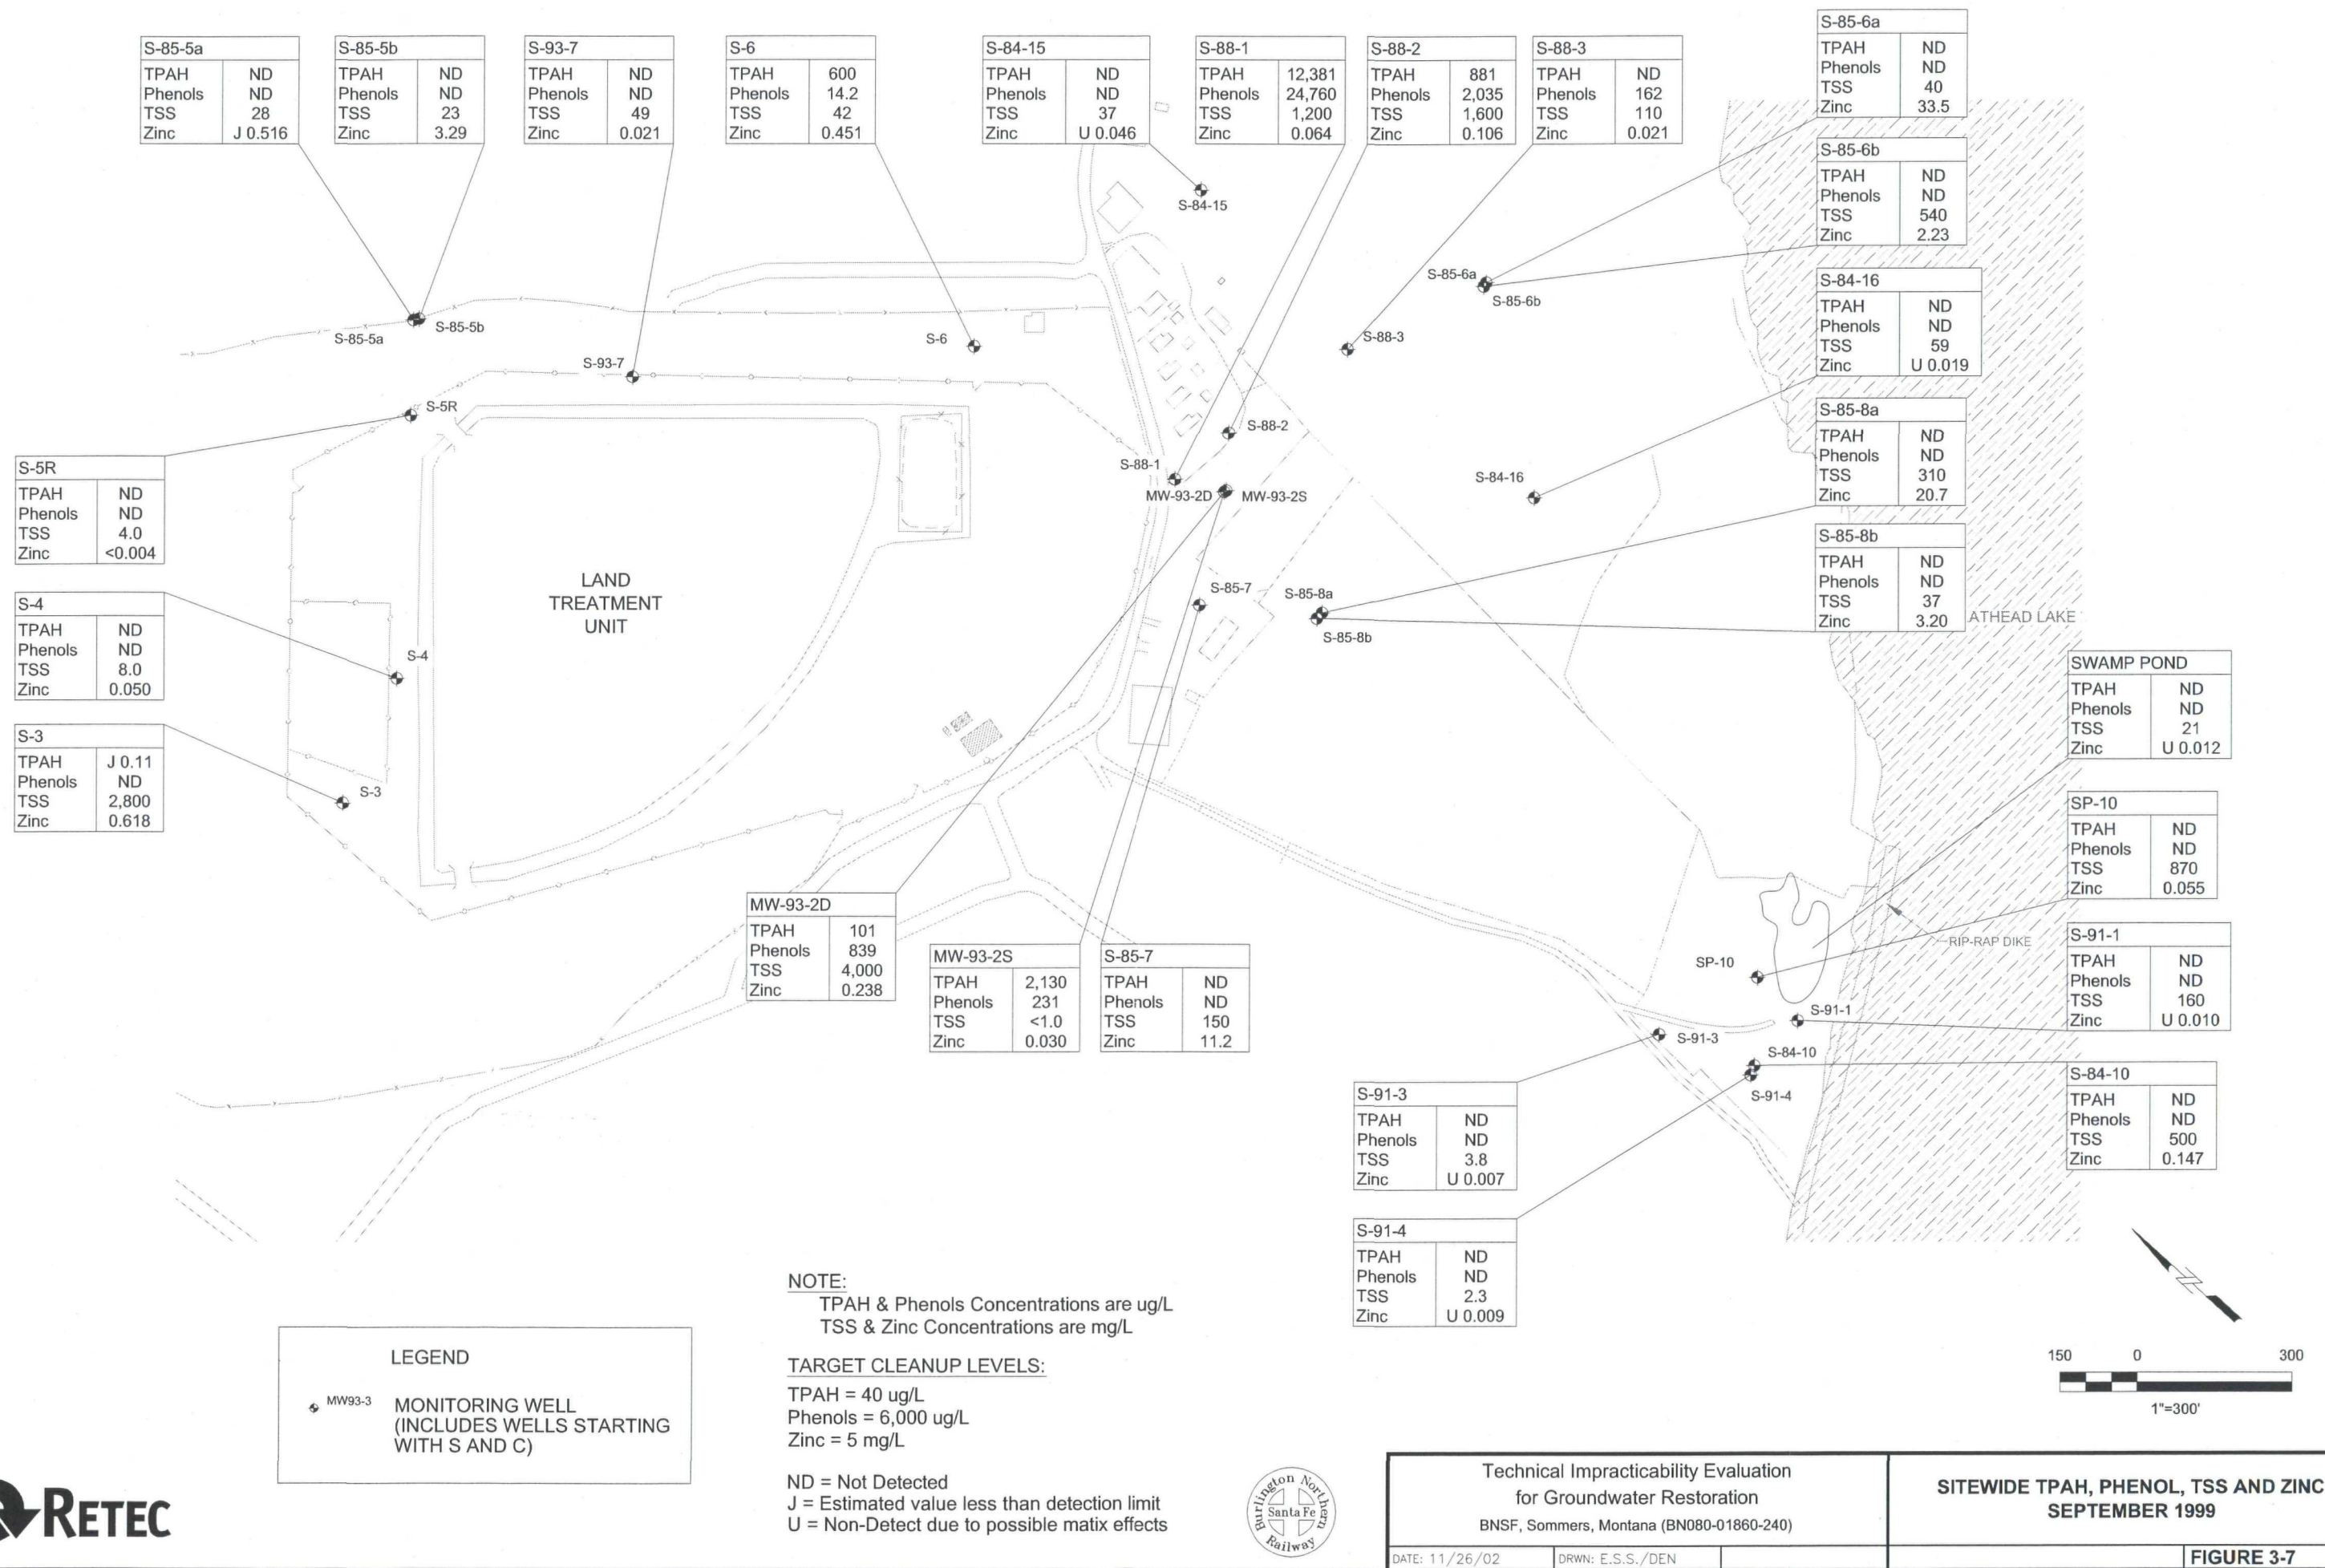 S-85-5a
TPAH ND
Phenols ND
TSS 28
Zinc J 0.516
S-85-5b
TPAH ND
Phenols ND
TSS 23
Zinc 3.29
S-93-7
TPAH ND
Phenols ND
TSS 49
Zinc 0.021
S-6
TPAH 600
Phenols 14.2
TSS 42
Zinc 0.451
S-84-15
TPAH ND
Phenols ND
TSS 37
Zinc U 0.046
S-88-1
TPAH 12,381
Phenols 24,760
TSS 1,200
Zinc 0.064
S-88-2
TPAH 881
Phenols 2,035
TSS 1,600
Zinc 0.106
S-88-3
TPAH ND
Phenols 162
TSS 110
Zinc 0.021
S-85-6a
TPAH ND
Phenols ND
TSS 40
Zinc 33.5
S-85-6b
TPAH ND
Phenols ND
TSS 540
Zinc 2.23
S-84-16
TPAH ND
Phenols ND
TSS 59
Zinc U 0.019
S-85-8a
TPAH ND
Phenols ND
TSS 310
Zinc 20.7
S-85-8b
TPAH ND
Phenols ND
TSS 37
Zinc 3.20
ATHEAD LAKE
SWAMP POND
TPAH ND
Phenols ND
TSS 21
Zinc U 0.012
SP-10
TPAH ND
Phenols ND
TSS 870
Zinc 0.055
S-91-1
TPAH ND
Phenols ND
TSS 160
Zinc U 0.010
S-84-10
TPAH ND
Phenols ND
TSS 500
Zinc 0.147
S-84-15
S-85-6a
S-85-6b
S-85-5a
S-85-5b
S-6
S-88-3
S-93-7
S-5R
S-88-2
S-88-1
MW-93-2D
MW-93-2S
S-84-16
S-5R
TPAH ND
Phenols ND
TSS 4.0
Zinc <0.004
S-4
TPAH ND
Phenols ND
TSS 8.0
Zinc 0.050
S-3
TPAH J 0.11
Phenols ND
TSS 2,800
Zinc 0.618
LAND
TREATMENT
UNIT
S-85-7
S-85-8a
S-85-8b
S-4
S-3
MW-93-2D
TPAH 101
Phenols 839
TSS 4,000
Zinc 0.238
MW-93-2S
TPAH 2,130
Phenols 231
TSS <1.0
Zinc 0.030
S-85-7
TPAH ND
Phenols ND
TSS 150
Zinc 11.2
RIP-RAP DIKE
SP-10
S-91-1
S-91-3
S-84-10
S-91-4
S-91-3
TPAH ND
Phenols ND
TSS 3.8
Zinc U 0.007
S-91-4
TPAH ND
Phenols ND
TSS 2.3
Zinc U 0.009
NOTE:
TPAH & Phenols Concentrations are ug/L
TSS & Zinc Concentrations are mg/L
TARGET CLEANUP LEVELS:
TPAH = 40 ug/L
Phenols = 6,000 ug/L
Zinc = 5 mg/L
ND = Not Detected
J = Estimated value less than detection limit
U = Non-Detect due to possible matix effects
LEGEND
MW93-3 MONITORING WELL
(INCLUDES WELLS STARTING
WITH S AND C)
RETEC
Burlington Northern
Santa Fe
Railway
150 0 300
1"=300'
Technical Impracticability Evaluation
for Groundwater Restoration
BNSF, Sommers, Montana (BN080-01860-240)
DATE: 11/26/02 DRWN: E.S.S./DEN
SITEWIDE TPAH, PHENOL, TSS AND ZINC
SEPTEMBER 1999
FIGURE 3-7